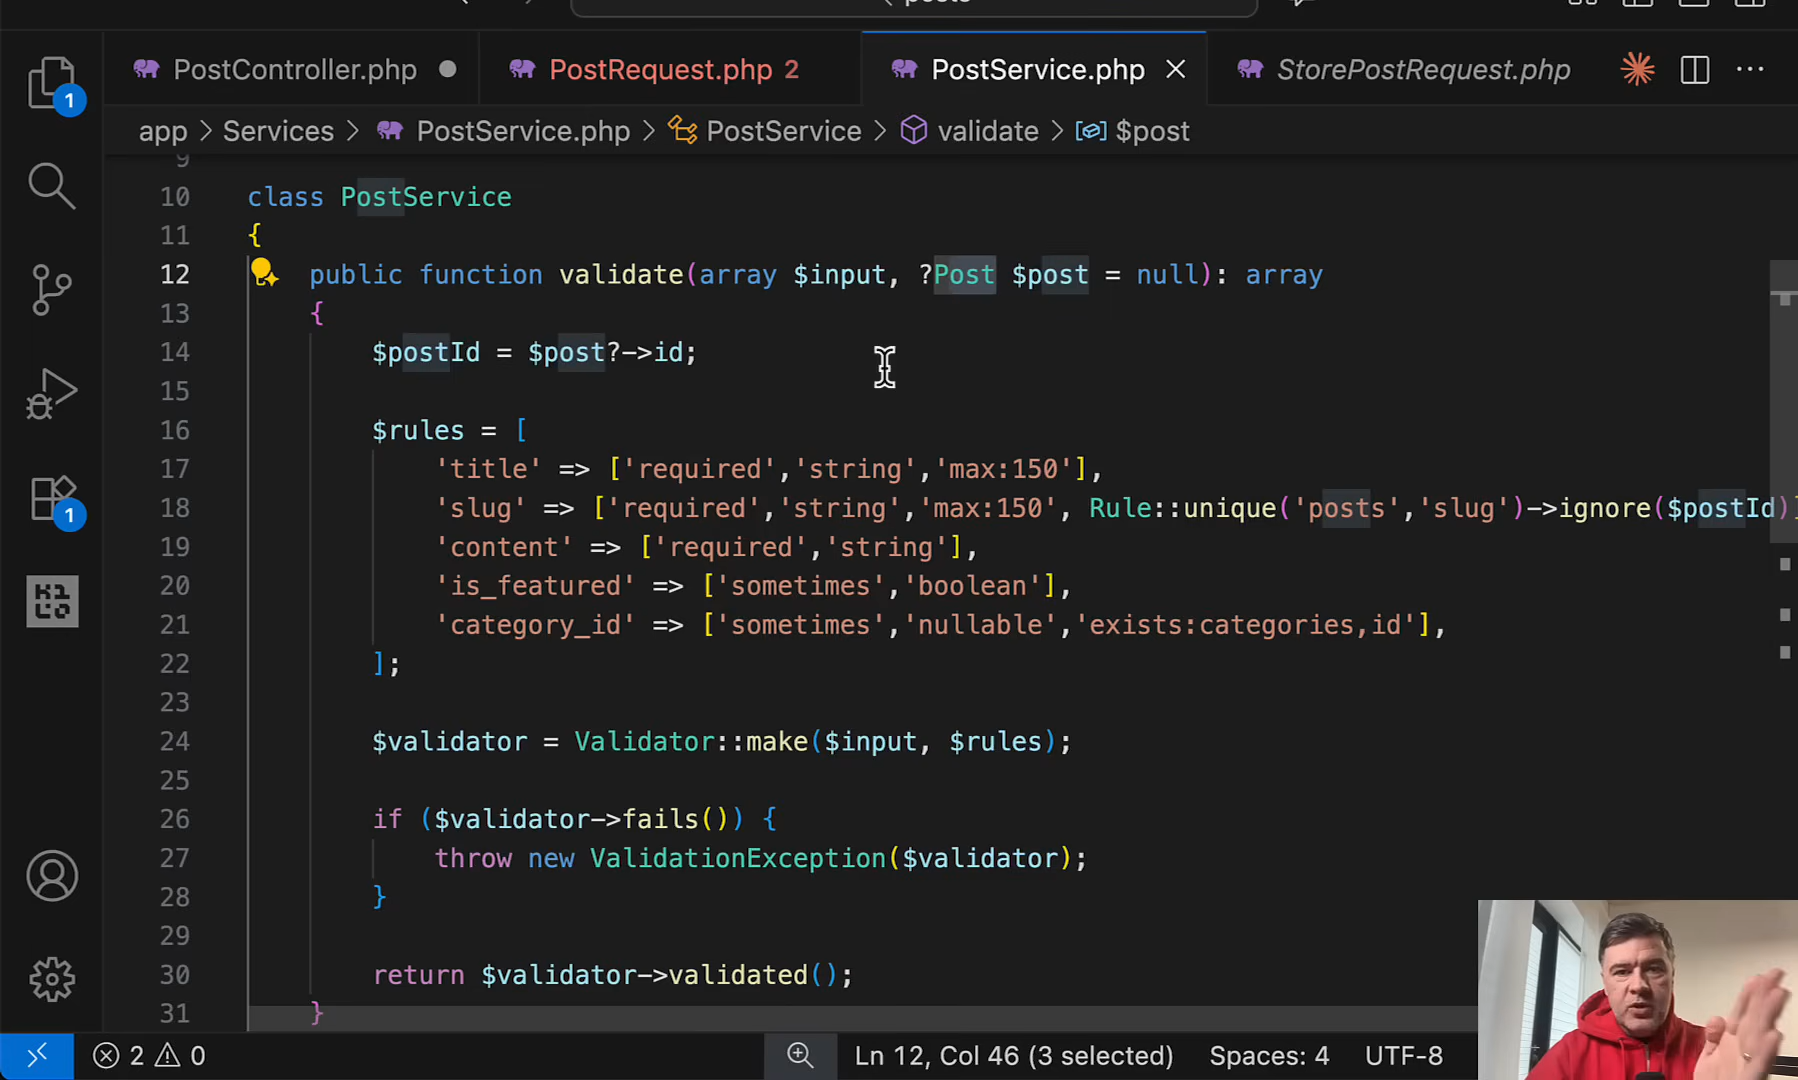 posts
PostController.php
PostRequest.php 2
PostService.php
StorePostRequest.php
1
app > Services > PostService.php > PostService > validate > $post
9
10 class PostService
11 {
12 public function validate(array $input, ?Post $post = null): array
13 {
14 $postId = $post?->id;
15
16 $rules = [
17 'title' => ['required','string','max:150'],
18 'slug' => ['required','string','max:150', Rule::unique('posts','slug')->ignore($postId)]
19 'content' => ['required','string'],
20 'is_featured' => ['sometimes','boolean'],
21 'category_id' => ['sometimes','nullable','exists:categories,id'],
22 ];
23
24 $validator = Validator::make($input, $rules);
25
26 if ($validator->fails()) {
27 throw new ValidationException($validator);
28 }
29
30 return $validator->validated();
31 }
1
KILO
2 0
Ln 12, Col 46 (3 selected)
Spaces: 4
UTF-8